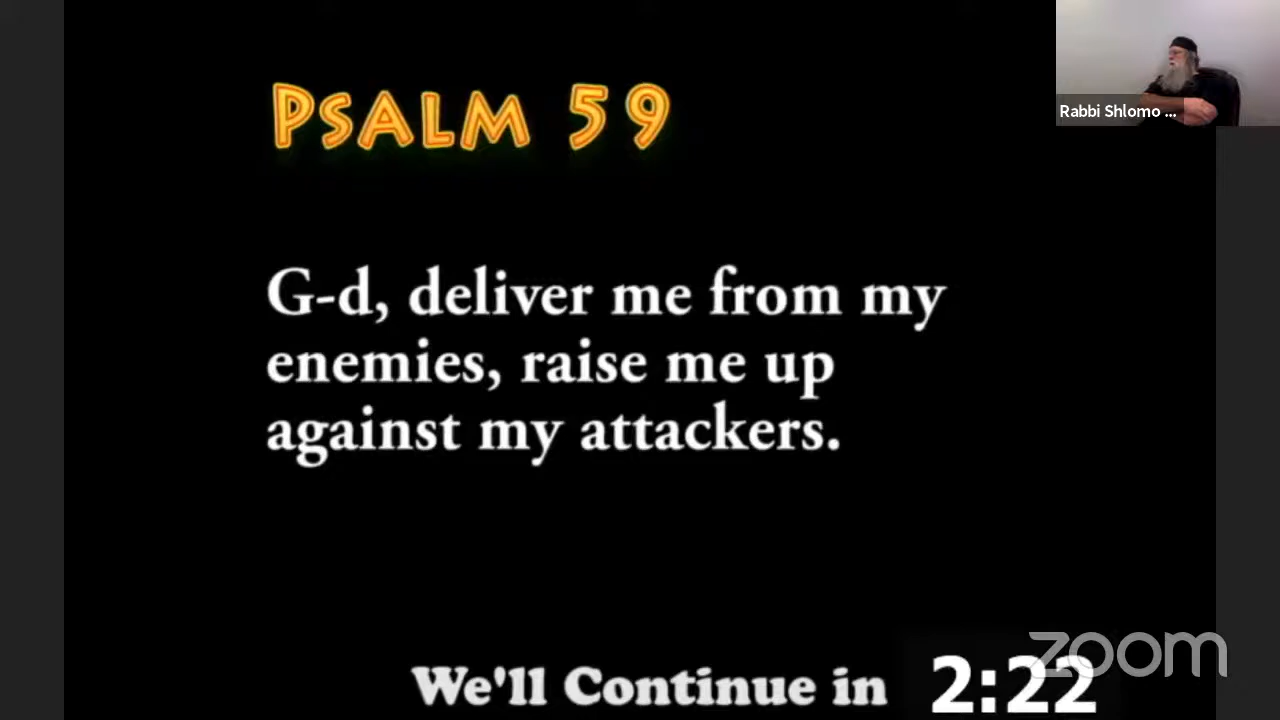 PSALM 59
Rabbi Shlomo ...
G-d, deliver me from my
enemies, raise me up
against my attackers.
We'll Continue in 2:22
zoom